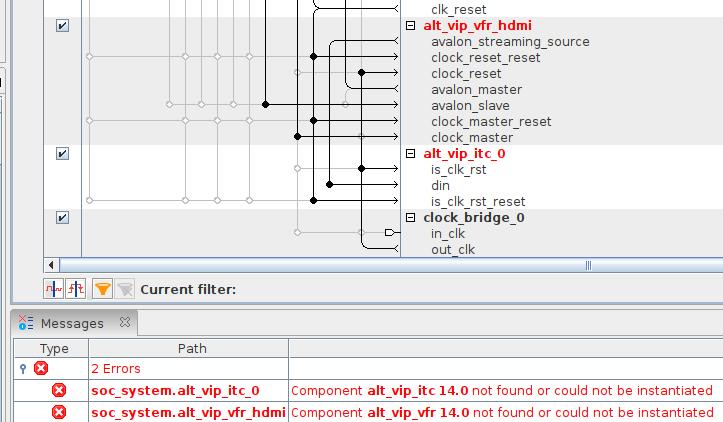 clk_reset
alt_vip_vfr_hdmi
avalon_streaming_source
clock_reset_reset
clock_reset
avalon_master
avalon_slave
clock_master_reset
clock_master
alt_vip_itc_0
is_clk_rst
din
is_clk_rst_reset
clock_bridge_0
in_clk
out_clk
Current filter:
Messages
Type Path
2 Errors
soc_system.alt_vip_itc_0 Component alt_vip_itc 14.0 not found or could not be instantiated
soc_system.alt_vip_vfr_hdmi Component alt_vip_vfr 14.0 not found or could not be instantiated